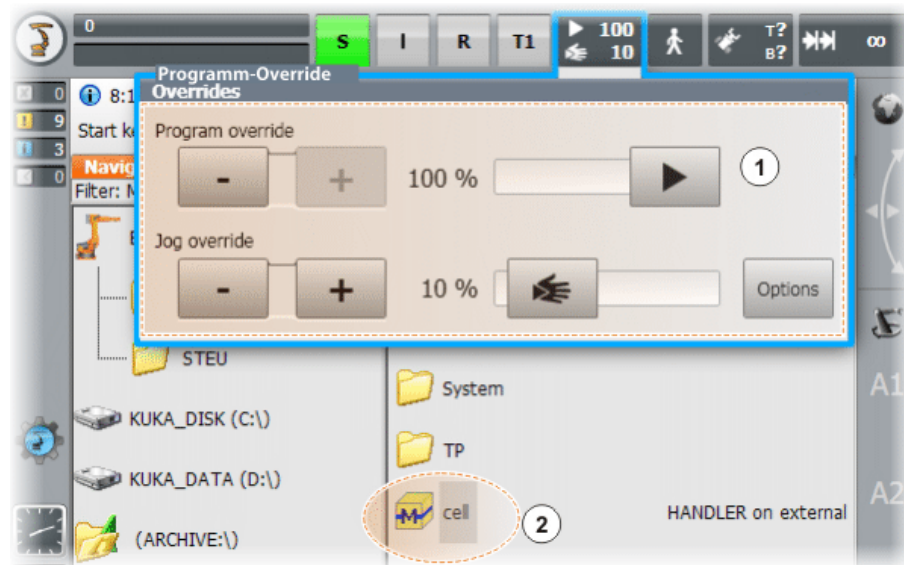 0
S I R T1 100 10 T? B? ∞
Programm-Override
Overrides
0
9
3
0
8:1
Start k
Program override
- + 100 % 1
Jog override
- + 10 % Options
Navig
Filter: M
STEU
KUKA_DISK (C:\)
KUKA_DATA (D:\)
(ARCHIVE:\)
System
TP
cell 2 HANDLER on external
A1
A2